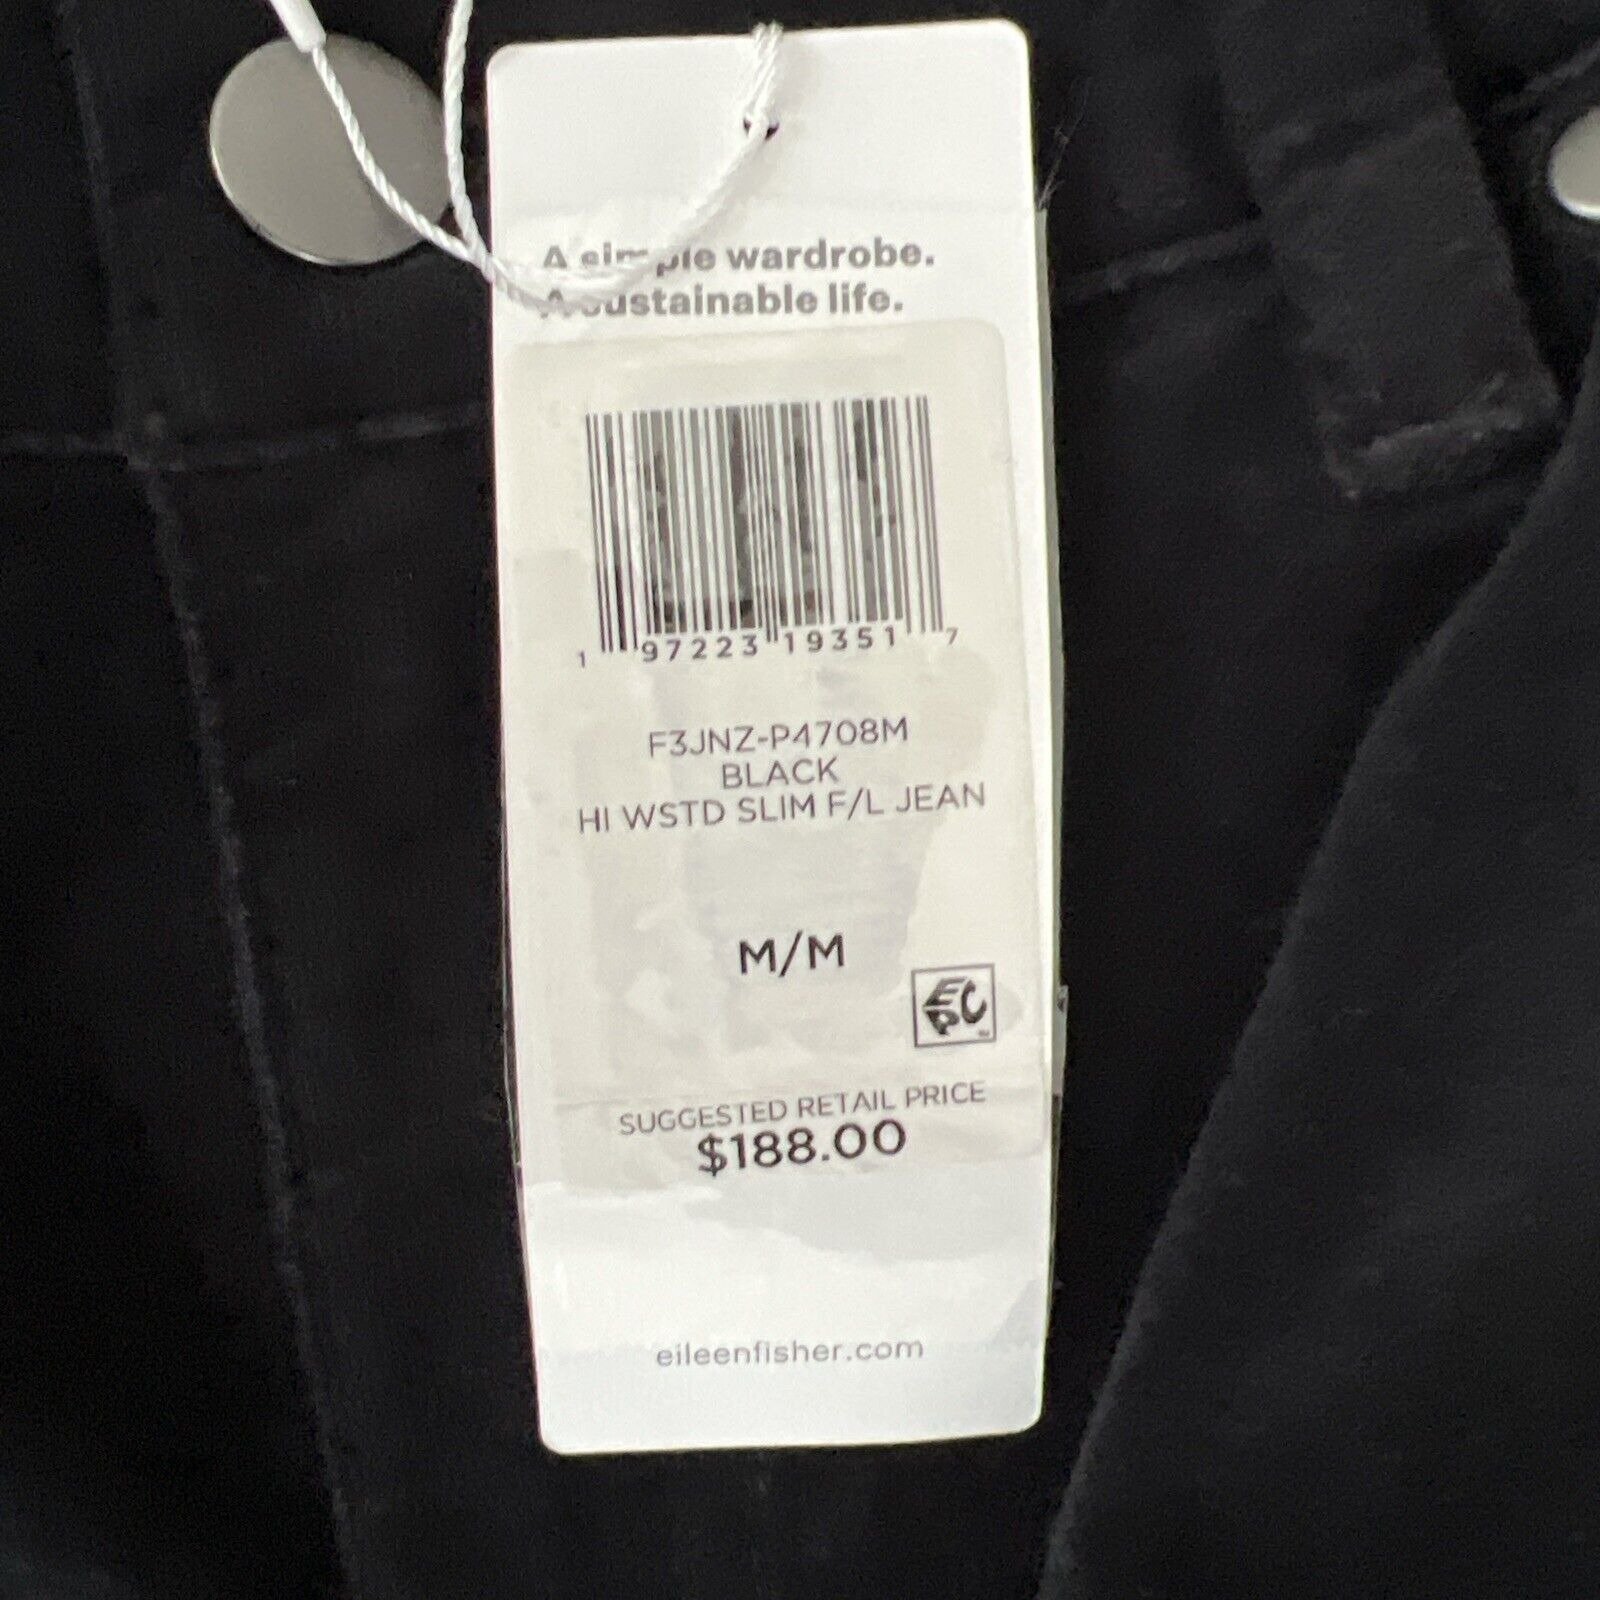 A simple wardrobe.
A sustainable life.
1 97223 19351 7
F3JNZ-P4708M
BLACK
HI WSTD SLIM F/L JEAN
M/M
EPC
SUGGESTED RETAIL PRICE
$188.00
eileenfisher.com